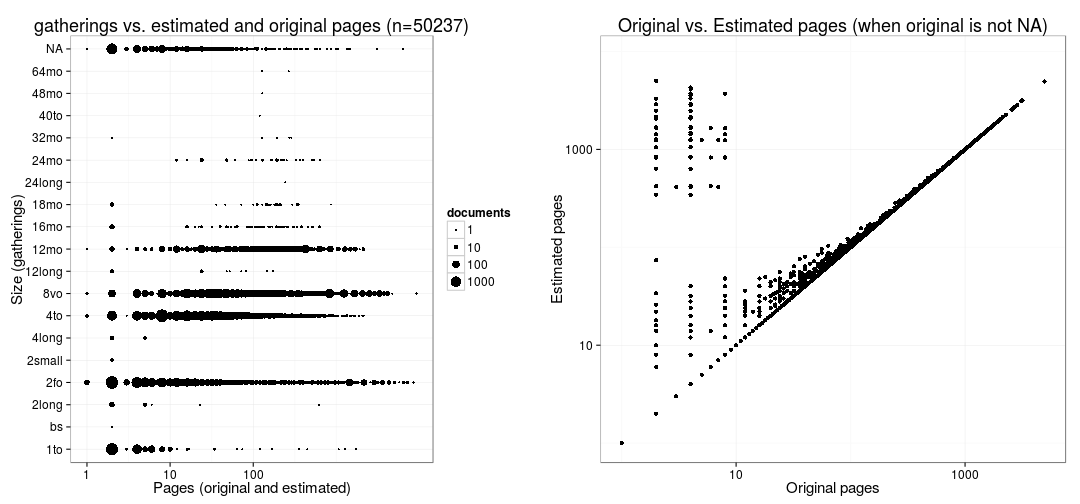 gatherings vs. estimated and original pages (n=50237)
Size (gatherings)
NA
64mo
48mo
40to
32mo
24mo
24long
18mo
16mo
12mo
12long
8vo
4to
4long
2small
2fo
2long
bs
1to
1 10 100
Pages (original and estimated)
documents
1
10
100
1000
Original vs. Estimated pages (when original is not NA)
Estimated pages
1000
10
10 1000
Original pages